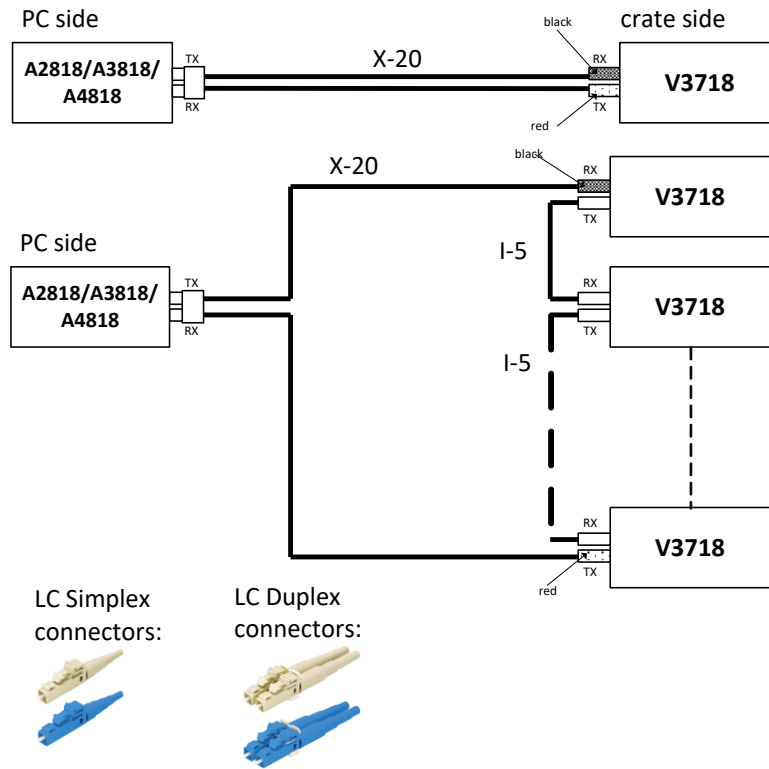 PC side
crate side
black
A2818/A3818/
A4818
TX
RX
X-20
RX
TX
red
V3718
X-20
black
RX
TX
V3718
PC side
I-5
A2818/A3818/
A4818
TX
RX
RX
TX
V3718
I-5
RX
TX
red
V3718
LC Simplex
connectors:
LC Duplex
connectors: